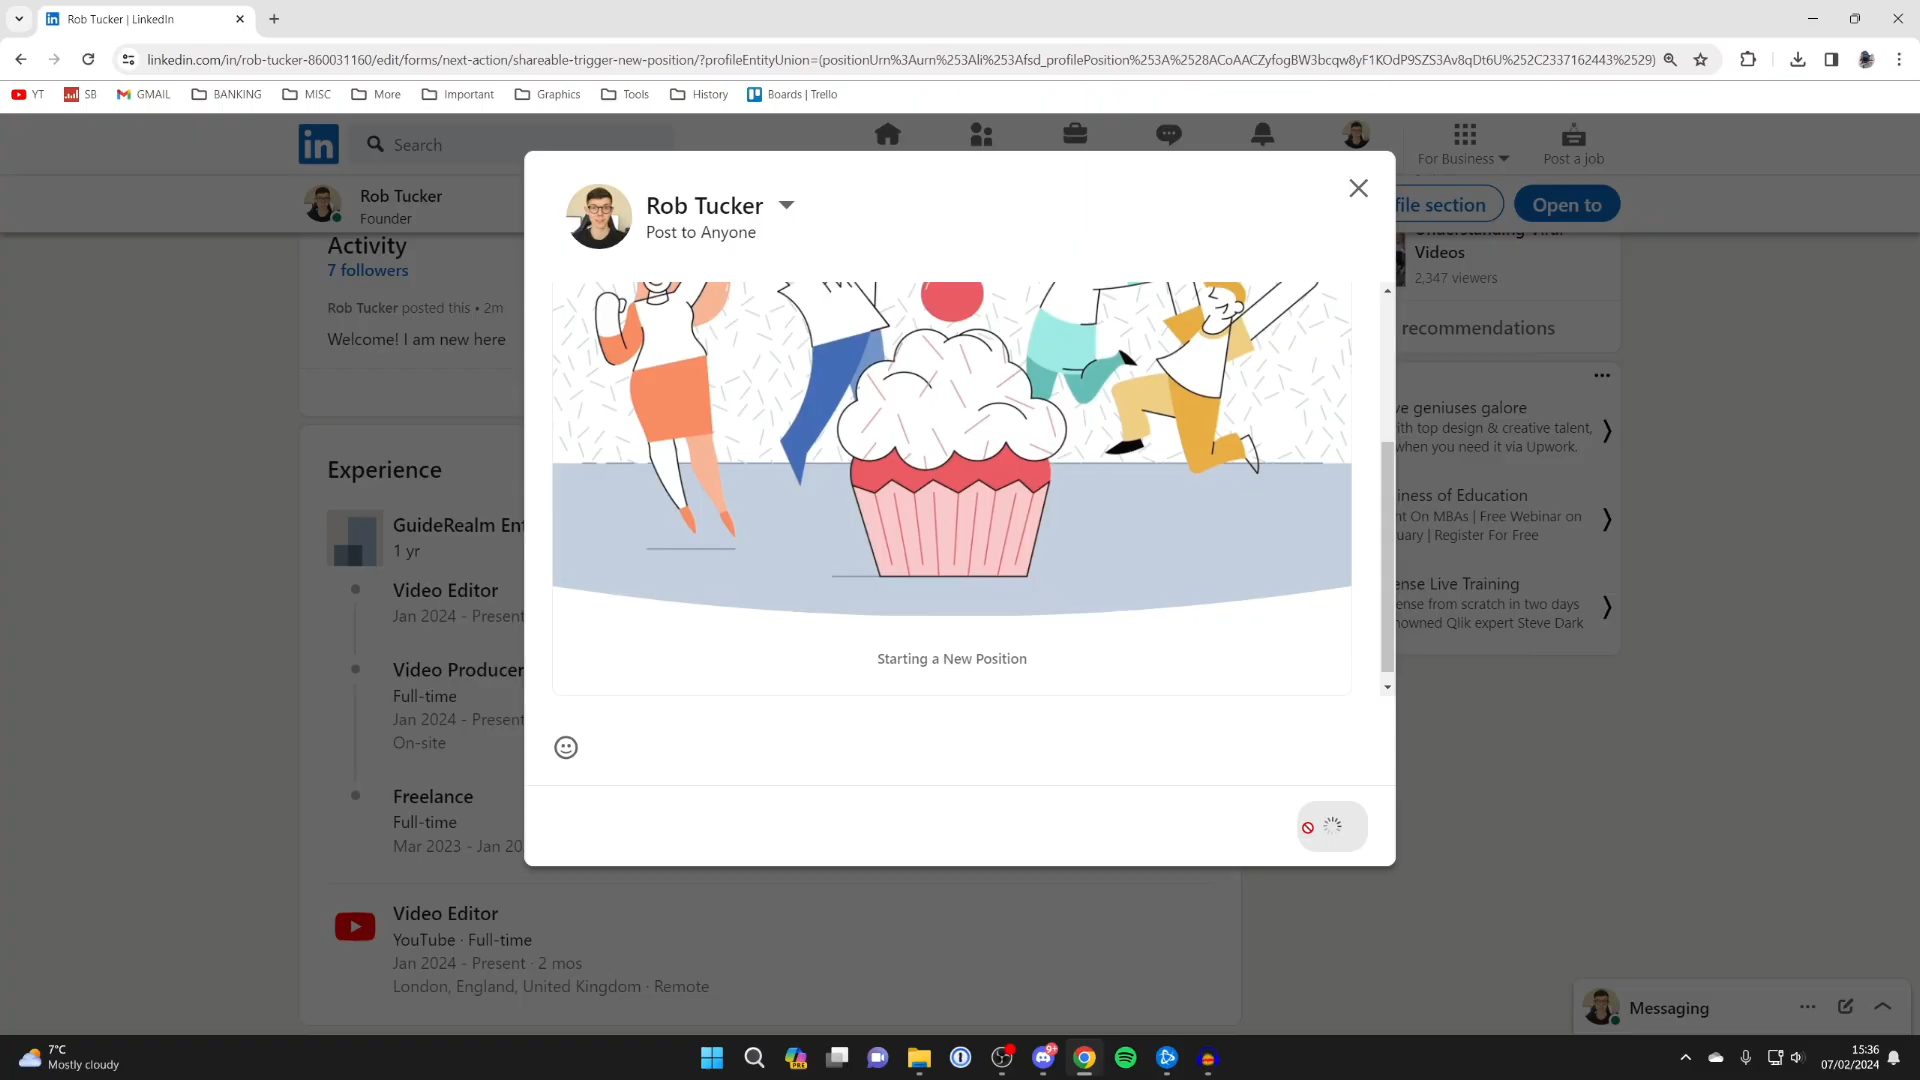 Rob Tucker | LinkedIn
linkedin.com/in/rob-tucker-860031160/edit/forms/next-action/shareable-trigger-new-position/?profileEntityUnion=(positionUrn%3Aurn%253Ali%253Afsd_profilePosition%253A%2528ACoAACZyfogBW3bcqw8yF1KOdP9SZS3Av8qDt6U%252C2337162443%2529)
YT
SB
GMAIL
BANKING
MISC
More
Important
Graphics
Tools
History
Boards | Trello
in
Search
For Business
Post a job
Rob Tucker
Founder
file section
Open to
Rob Tucker
Post to Anyone
Activity
7 followers
Rob Tucker posted this • 2m
Welcome! I am new here
Understanding Viral
Videos
2,347 viewers
recommendations
Experience
GuideRealm Ent
1 yr
Video Editor
Jan 2024 - Present
Video Producer
Full-time
Jan 2024 - Present
On-site
Freelance
Full-time
Mar 2023 - Jan 20
Video Editor
YouTube · Full-time
Jan 2024 - Present · 2 mos
London, England, United Kingdom · Remote
Starting a New Position
ve geniuses galore
ith top design & creative talent,
when you need it via Upwork.
iness of Education
nt On MBAs | Free Webinar on
uary | Register For Free
ense Live Training
ense from scratch in two days
nowned Qlik expert Steve Dark
Messaging
7°C
Mostly cloudy
PRE
9+
15:36
07/02/2024